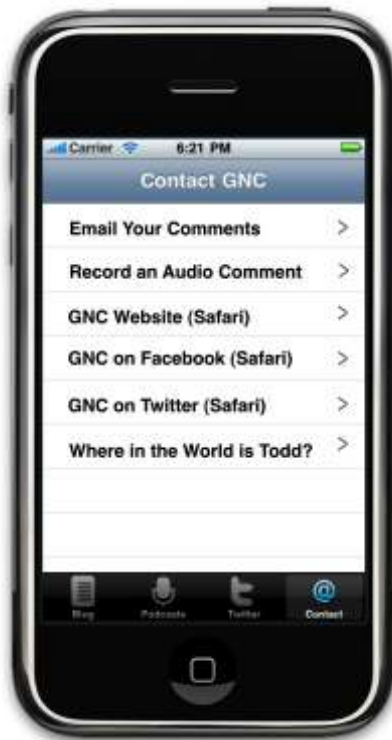 Carrier 6:21 PM
Contact GNC
Email Your Comments
Record an Audio Comment
GNC Website (Safari)
GNC on Facebook (Safari)
GNC on Twitter (Safari)
Where in the World is Todd?
Blog Podcasts Twitter Contact